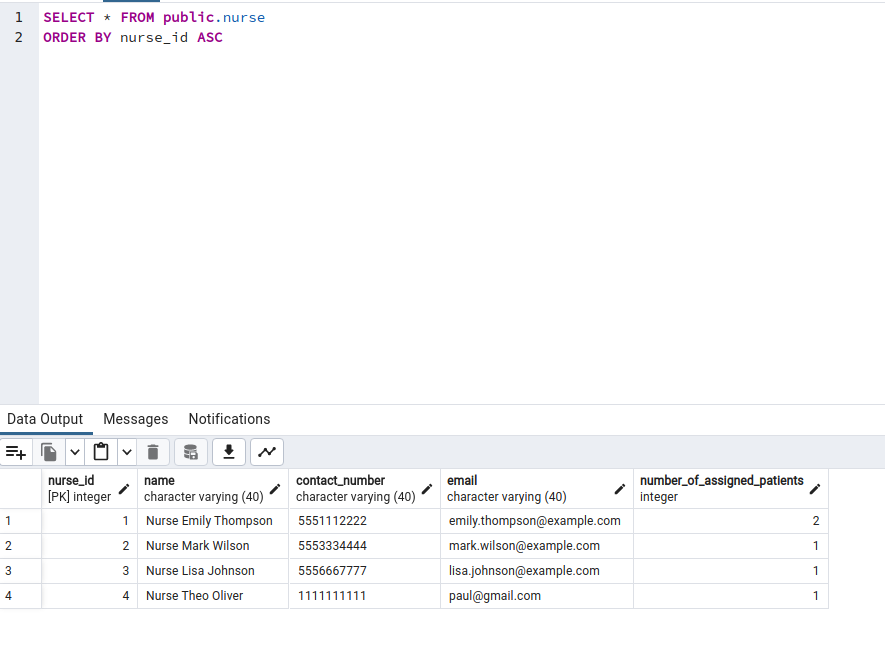 1 SELECT * FROM public.nurse
2 ORDER BY nurse_id ASC
Data Output Messages Notifications
nurse_id name contact_number email number_of_assigned_patients
[PK] integer character varying (40) character varying (40) character varying (40) integer
1 1 Nurse Emily Thompson 5551112222 emily.thompson@example.com 2
2 2 Nurse Mark Wilson 5553334444 mark.wilson@example.com 1
3 3 Nurse Lisa Johnson 5556667777 lisa.johnson@example.com 1
4 4 Nurse Theo Oliver 1111111111 paul@gmail.com 1